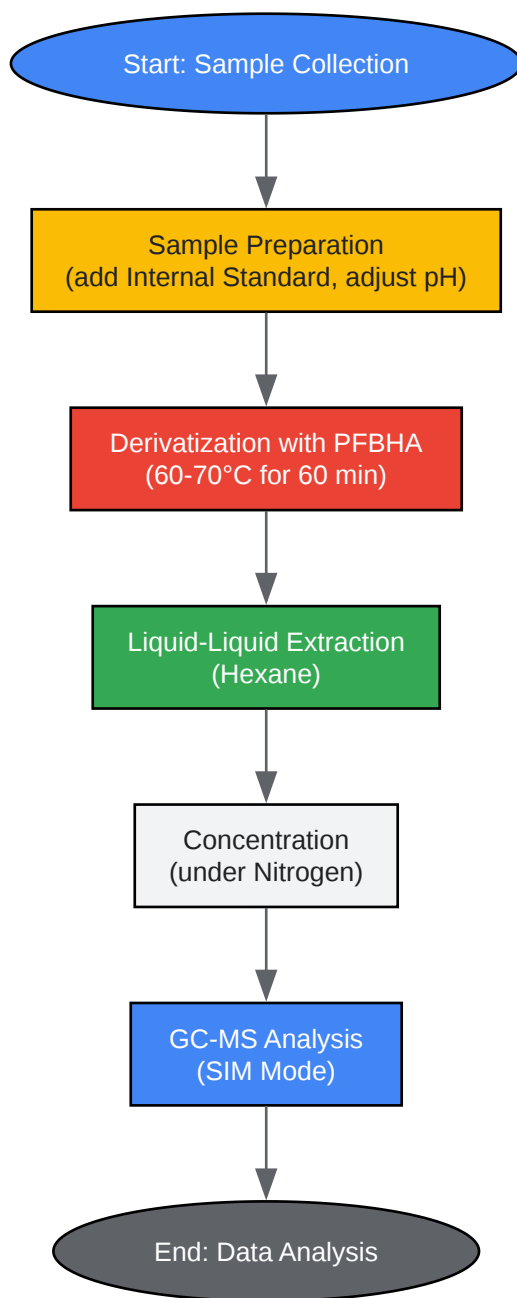 Start: Sample Collection
Sample Preparation
(add Internal Standard, adjust pH)
Derivatization with PFBHA
(60-70°C for 60 min)
Liquid-Liquid Extraction
(Hexane)
Concentration
(under Nitrogen)
GC-MS Analysis
(SIM Mode)
End: Data Analysis